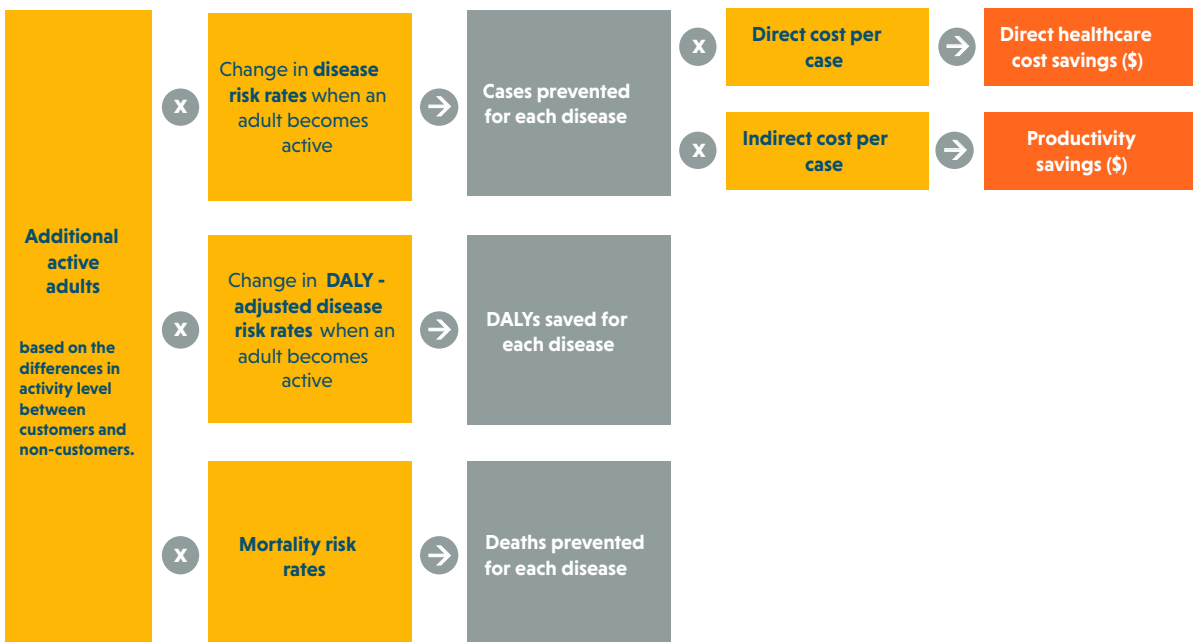 Additional
active
adults
based on the
differences in
activity level
between
customers and
non-customers.
x
Change in disease
risk rates when an
adult becomes
active
→
Cases prevented
for each disease
x
Direct cost per
case
→
Direct healthcare
cost savings ($)
x
Indirect cost per
case
→
Productivity
savings ($)
x
Change in DALY -
adjusted disease
risk rates when an
adult becomes
active
→
DALYs saved for
each disease
x
Mortality risk
rates
→
Deaths prevented
for each disease